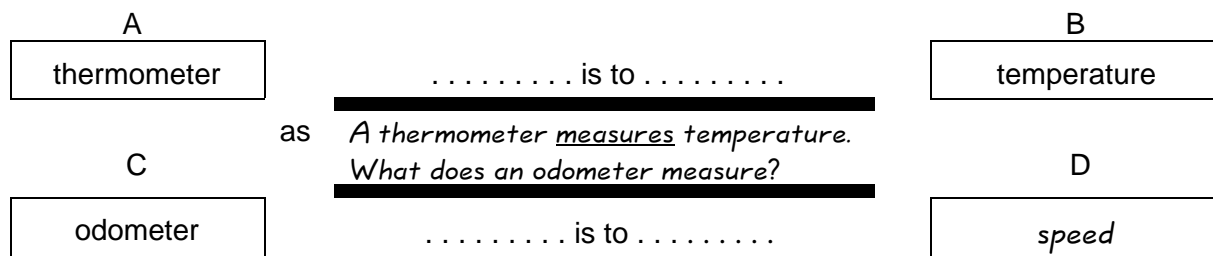 A
B
thermometer
. . . . . . . . . is to . . . . . . . . .
temperature
as
A thermometer measures temperature.
What does an odometer measure?
C
D
odometer
. . . . . . . . . is to . . . . . . . . .
speed